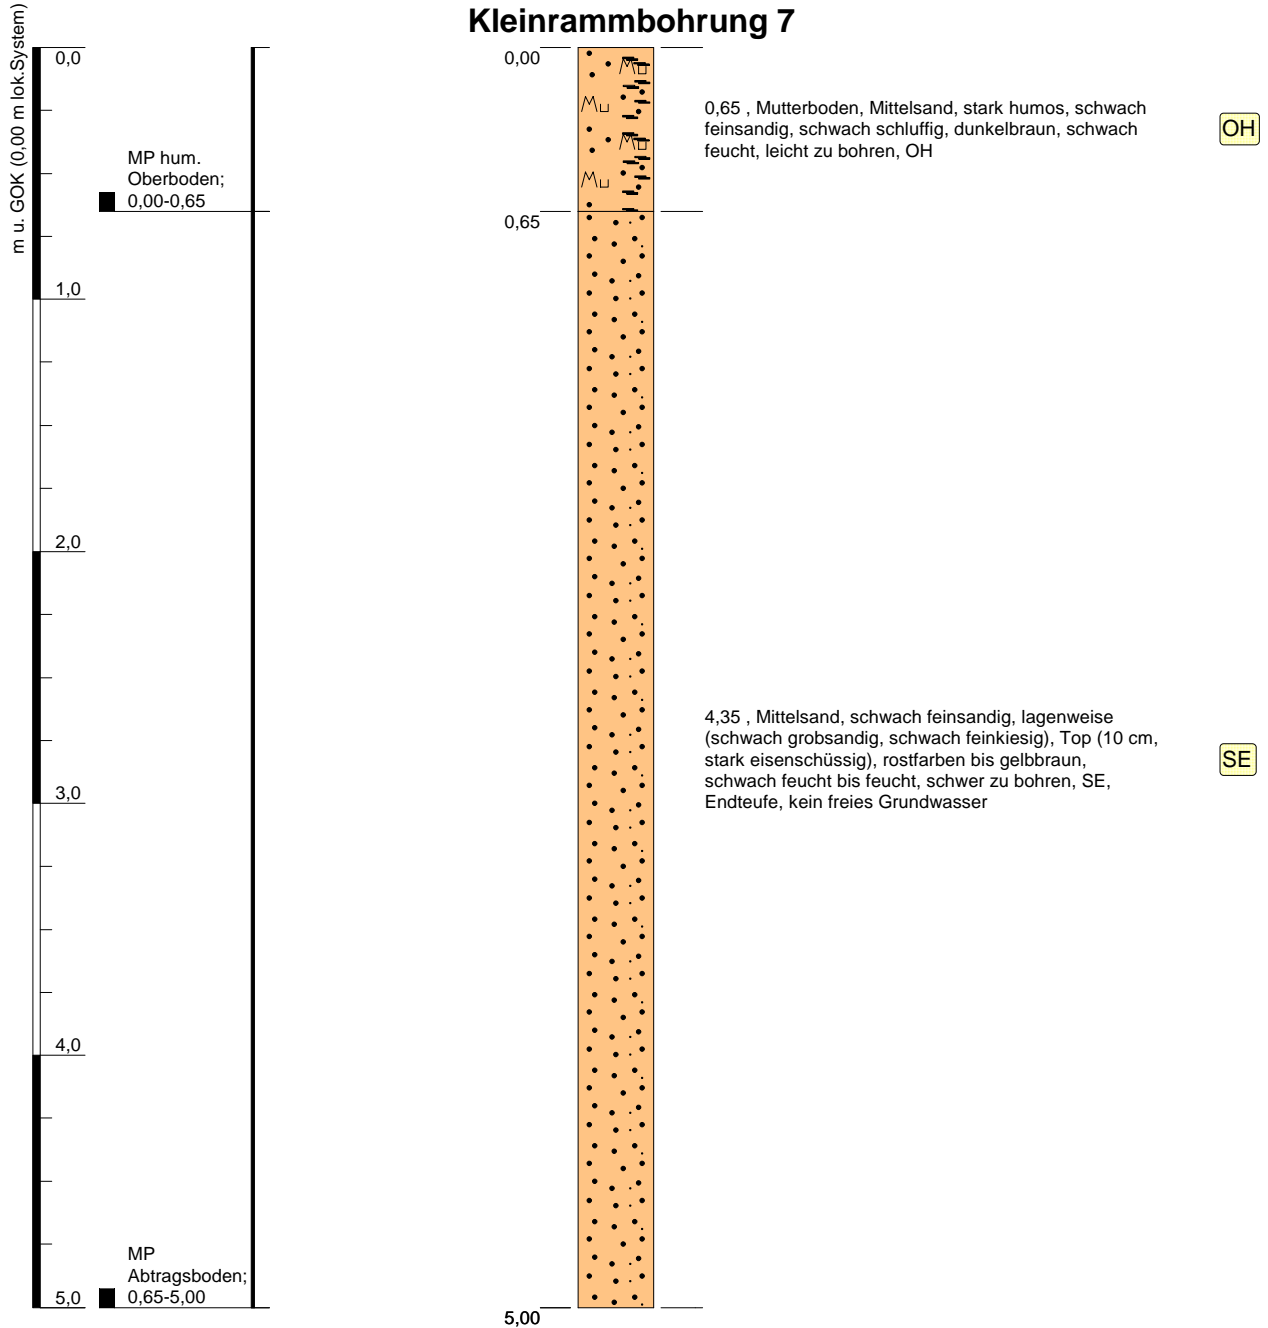 Kleinrammbohrung 7
m u. GOK (0,00 m lok.System)
0,0
1,0
2,0
3,0
4,0
5,0
MP hum.
Oberboden;
0,00-0,65
MP
Abtragsboden;
0,65-5,00
0,00
0,65
5,00
Mu
Mu
Mu
Mu
0,65 , Mutterboden, Mittelsand, stark humos, schwach
feinsandig, schwach schluffig, dunkelbraun, schwach
feucht, leicht zu bohren, OH
OH
4,35 , Mittelsand, schwach feinsandig, lagenweise
(schwach grobsandig, schwach feinkiesig), Top (10 cm,
stark eisenschüssig), rostfarben bis gelbbraun,
schwach feucht bis feucht, schwer zu bohren, SE,
Endteufe, kein freies Grundwasser
SE